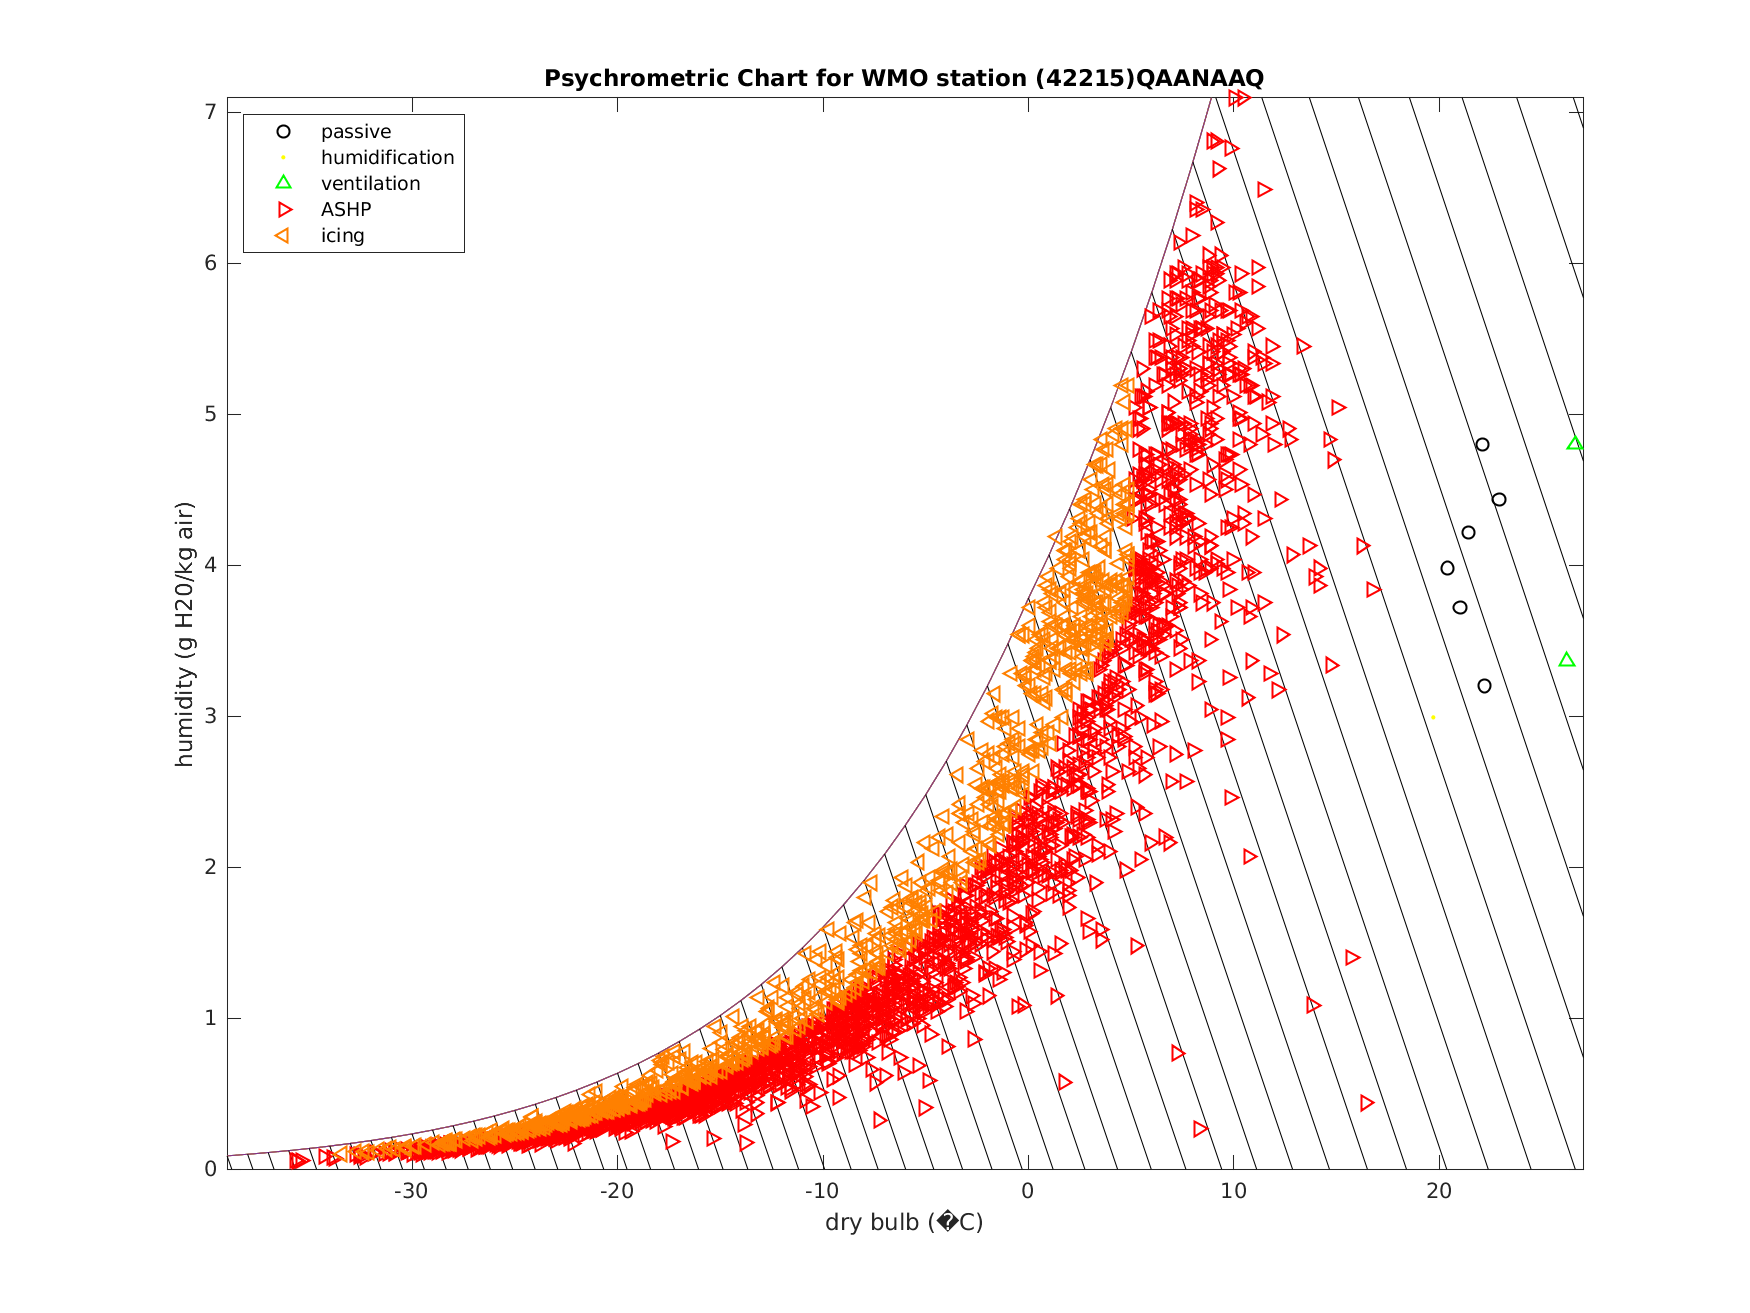 Psychrometric Chart for WMO station (42215)QAANAAQ
passive
humidification
ventilation
ASHP
icing
7
6
5
4
3
2
1
0
humidity (g H20/kg air)
-30
-20
-10
0
10
20
dry bulb (�C)